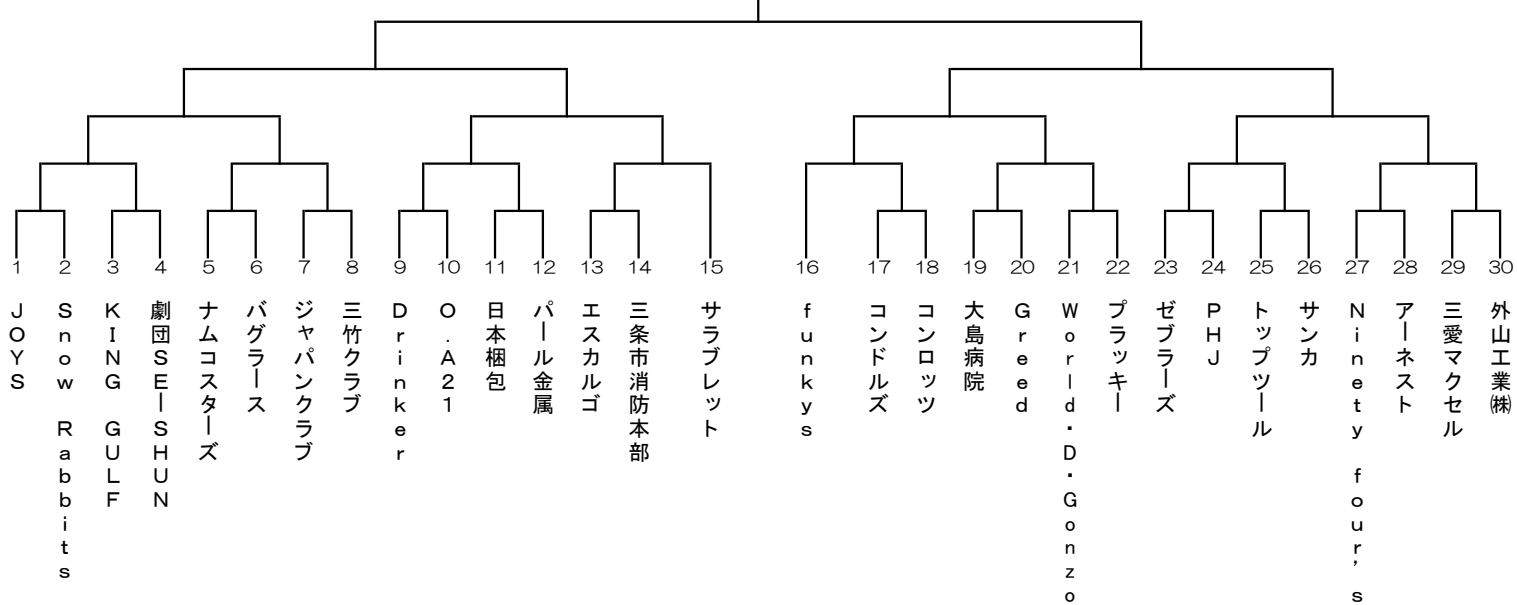 1 JOYS
2 Snow Rabbits
3 KING GULF
4 劇団SEーSHUN
5 ナムコスターズ
6 バグラース
7 ジャパンクラブ
8 三竹クラブ
9 Drinker
10 O.A21
11 日本梱包
12 パール金属
13 エスカルゴ
14 三条市消防本部
15 サラブレット
16 funkys
17 コンドルズ
18 コンロッツ
19 大島病院
20 Greed
21 World・D・Gonzo
22 プラッキー
23 ゼブラーズ
24 PHJ
25 トップツール
26 サンカ
27 Ninety four's
28 アーネスト
29 三愛マクセル
30 外山工業㈱